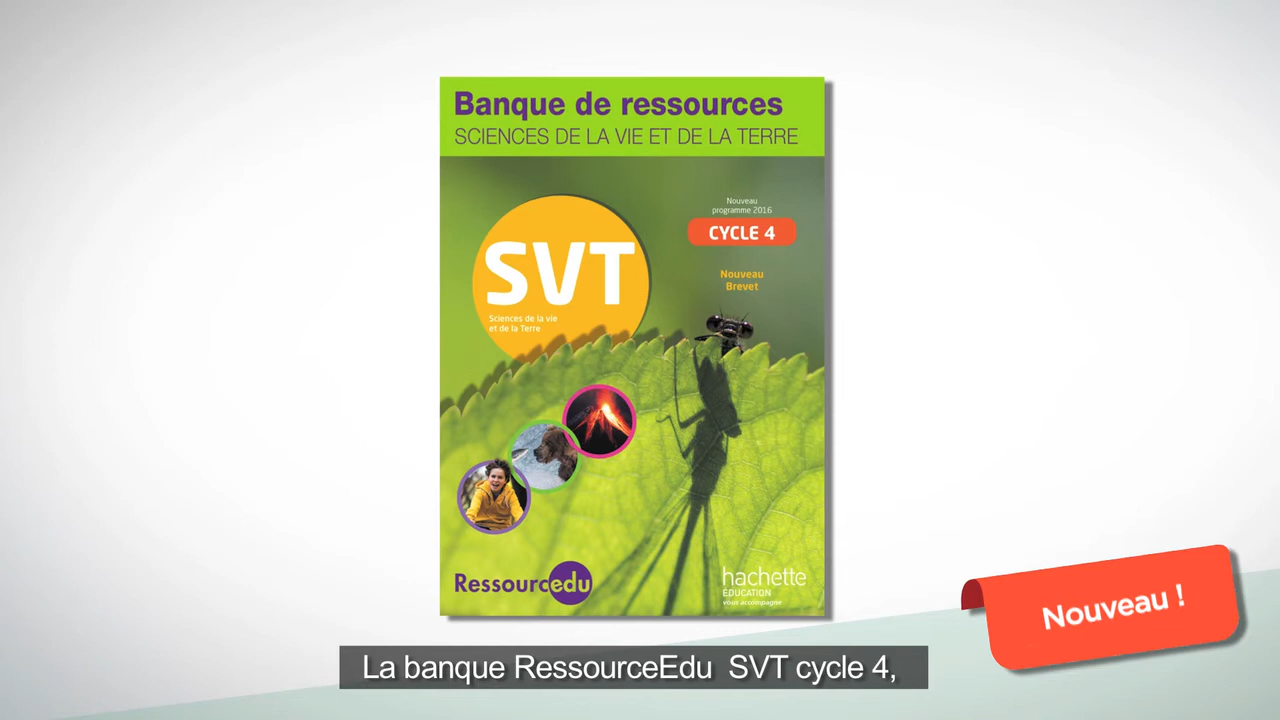 Banque de ressources
SCIENCES DE LA VIE ET DE LA TERRE
Nouveau
programme 2016
CYCLE 4
SVT
Nouveau
Brevet
Sciences de la vie
et de la Terre
Ressourcedu
hachette
ÉDUCATION
vous accompagne
Nouveau !
La banque RessourceEdu SVT cycle 4,